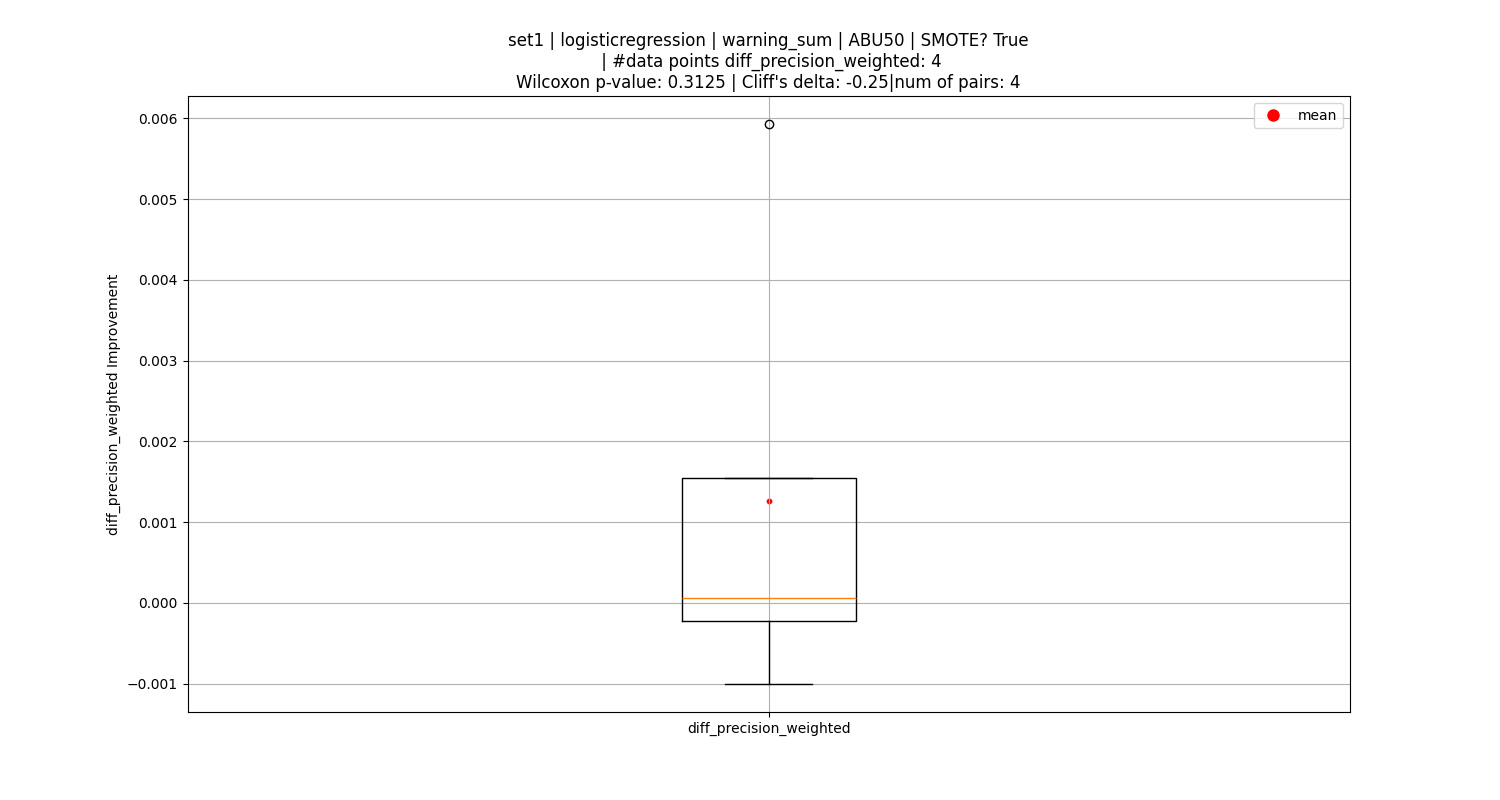 set1 | logisticregression | warning_sum | ABU50 | SMOTE? True
| #data points diff_precision_weighted: 4
Wilcoxon p-value: 0.3125 | Cliff's delta: -0.25|num of pairs: 4
mean
0.006
0.005
0.004
0.003
0.002
0.001
0.000
−0.001
diff_precision_weighted Improvement
diff_precision_weighted